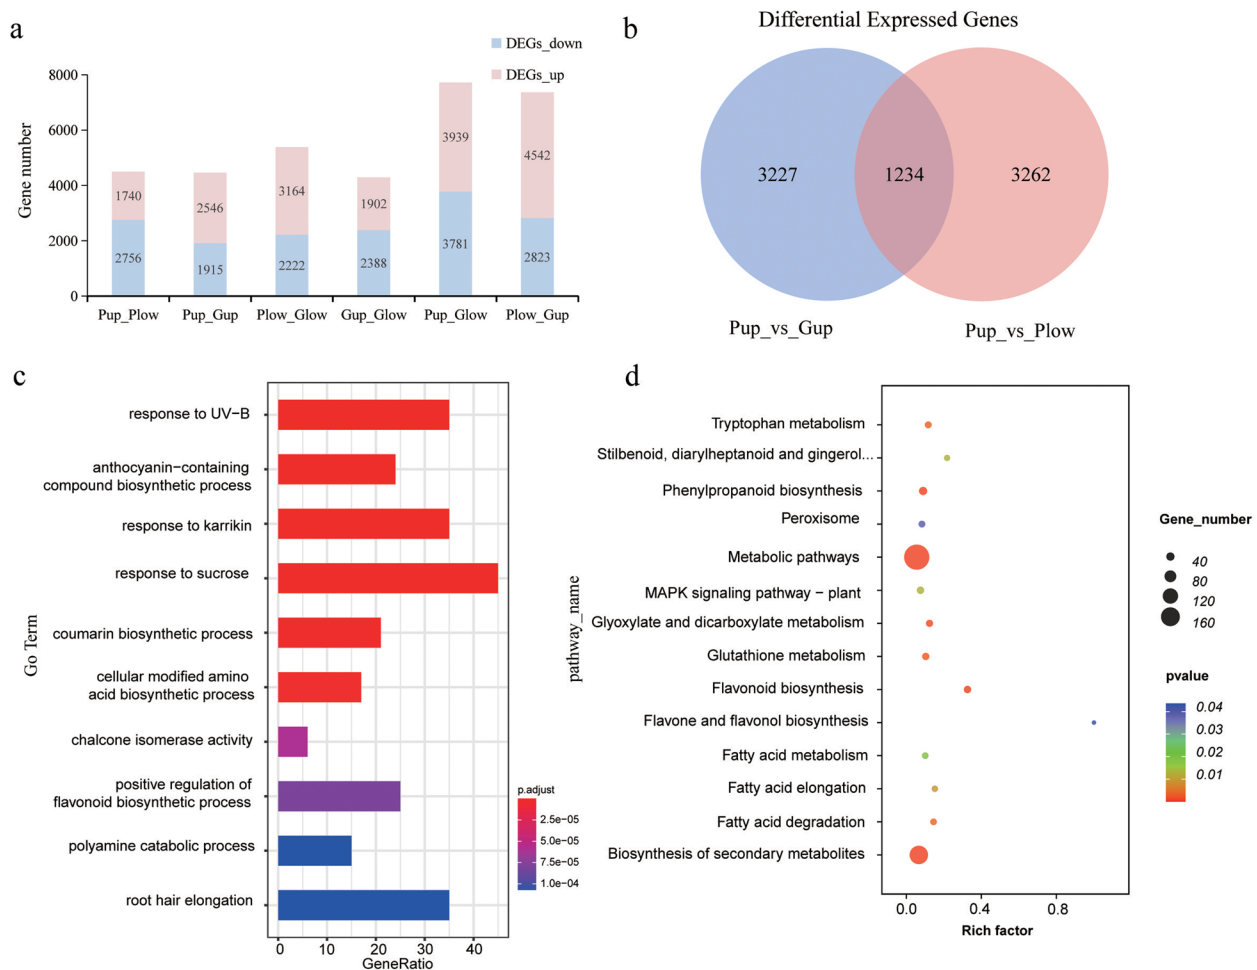 a
DEGs_down
DEGs_up
Gene number
8000
6000
4000
2000
0
1740
2756
2546
1915
3164
2222
1902
2388
3939
3781
4542
2823
Pup_Plow
Pup_Gup
Plow_Glow
Gup_Glow
Pup_Glow
Plow_Gup
b
Differential Expressed Genes
3227
1234
3262
Pup_vs_Gup
Pup_vs_Plow
c
Go Term
response to UV−B
anthocyanin−containing
compound biosynthetic process
response to karrikin
response to sucrose
coumarin biosynthetic process
cellular modified amino
acid biosynthetic process
chalcone isomerase activity
positive regulation of
flavonoid biosynthetic process
polyamine catabolic process
root hair elongation
0
10
20
30
40
GeneRatio
p.adjust
2.5e−05
5.0e−05
7.5e−05
1.0e−04
d
pathway_name
Tryptophan metabolism
Stilbenoid, diarylheptanoid and gingerol...
Phenylpropanoid biosynthesis
Peroxisome
Metabolic pathways
MAPK signaling pathway − plant
Glyoxylate and dicarboxylate metabolism
Glutathione metabolism
Flavonoid biosynthesis
Flavone and flavonol biosynthesis
Fatty acid metabolism
Fatty acid elongation
Fatty acid degradation
Biosynthesis of secondary metabolites
0.0
0.4
0.8
Rich factor
Gene_number
40
80
120
160
pvalue
0.04
0.03
0.02
0.01